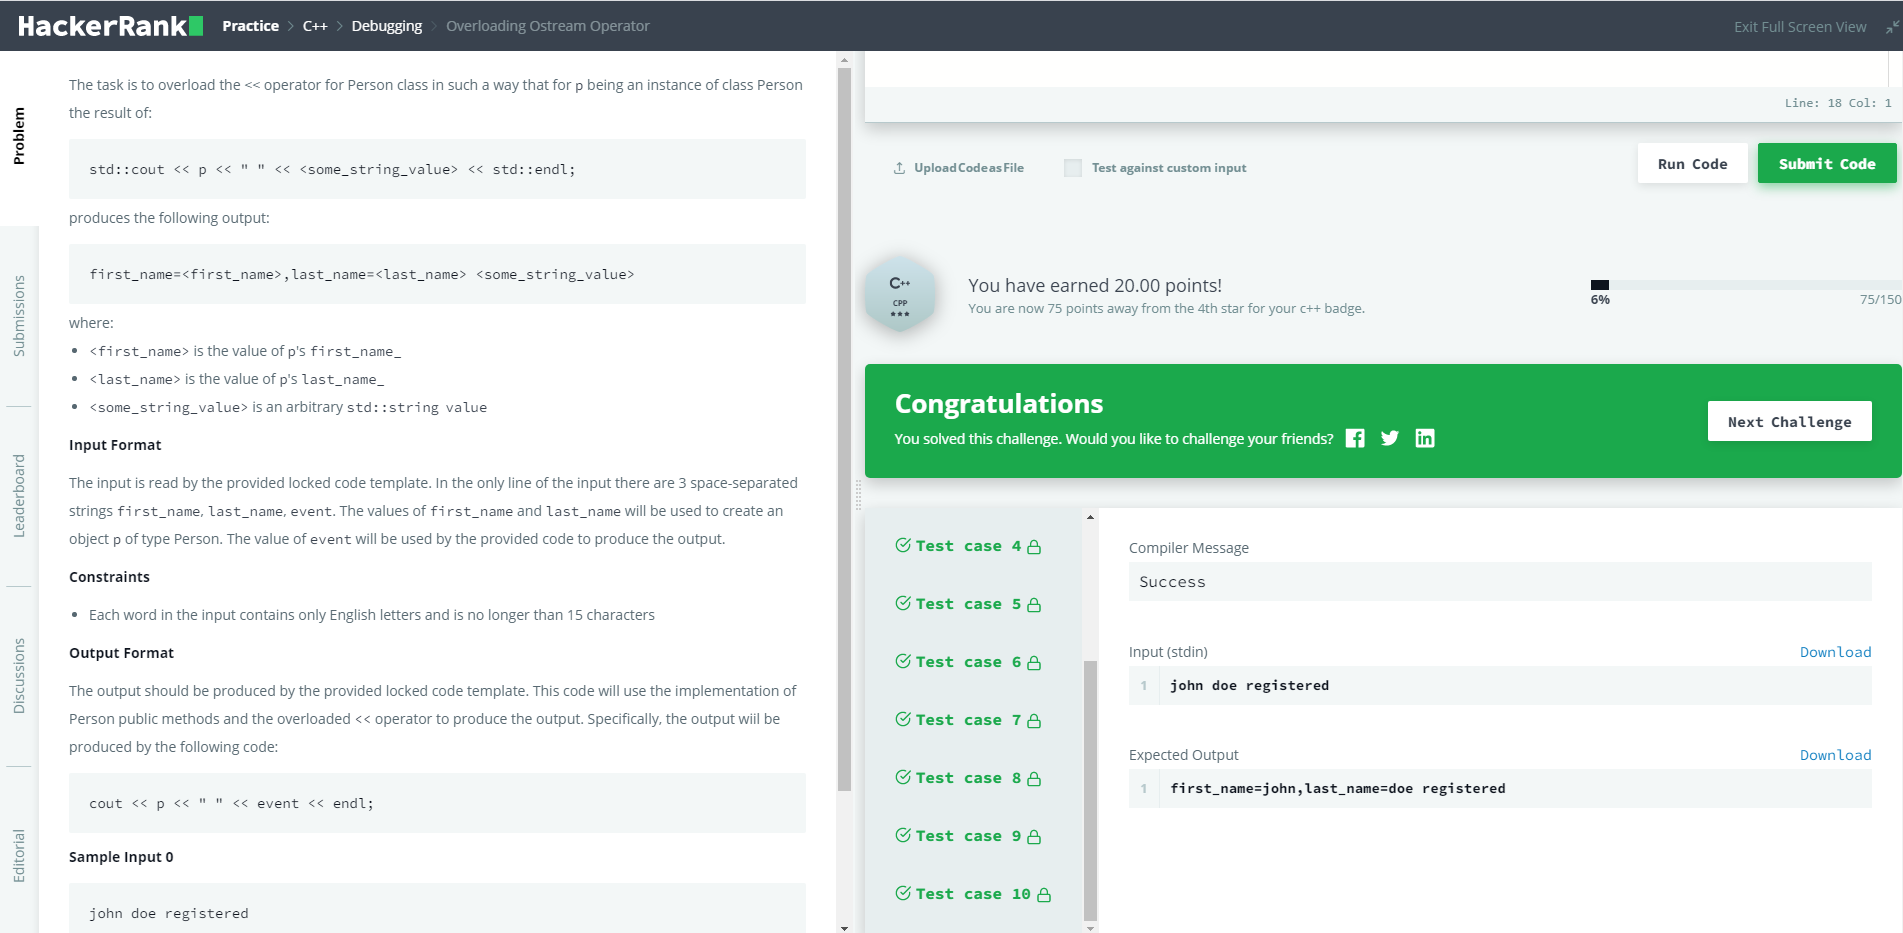 HackerRank
Practice > C++ > Debugging > Overloading Ostream Operator
Exit Full Screen View
Problem
Submissions
Leaderboard
Discussions
Editorial
The task is to overload the << operator for Person class in such a way that for p being an instance of class Person
the result of:
std::cout << p << " " << <some_string_value> << std::endl;
produces the following output:
first_name=<first_name>,last_name=<last_name> <some_string_value>
where:
• <first_name> is the value of p's first_name_
• <last_name> is the value of p's last_name_
• <some_string_value> is an arbitrary std::string value
Input Format
The input is read by the provided locked code template. In the only line of the input there are 3 space-separated
strings first_name, last_name, event. The values of first_name and last_name will be used to create an
object p of type Person. The value of event will be used by the provided code to produce the output.
Constraints
• Each word in the input contains only English letters and is no longer than 15 characters
Output Format
The output should be produced by the provided locked code template. This code will use the implementation of
Person public methods and the overloaded << operator to produce the output. Specifically, the output wiil be
produced by the following code:
cout << p << " " << event << endl;
Sample Input 0
john doe registered
Line: 18 Col: 1
Upload Code as File
Test against custom input
Run Code
Submit Code
C++
CPP
★★★
You have earned 20.00 points!
You are now 75 points away from the 4th star for your c++ badge.
6%
75/150
Congratulations
You solved this challenge. Would you like to challenge your friends?
Next Challenge
Test case 4
Test case 5
Test case 6
Test case 7
Test case 8
Test case 9
Test case 10
Compiler Message
Success
Input (stdin)
Download
1 john doe registered
Expected Output
Download
1 first_name=john,last_name=doe registered